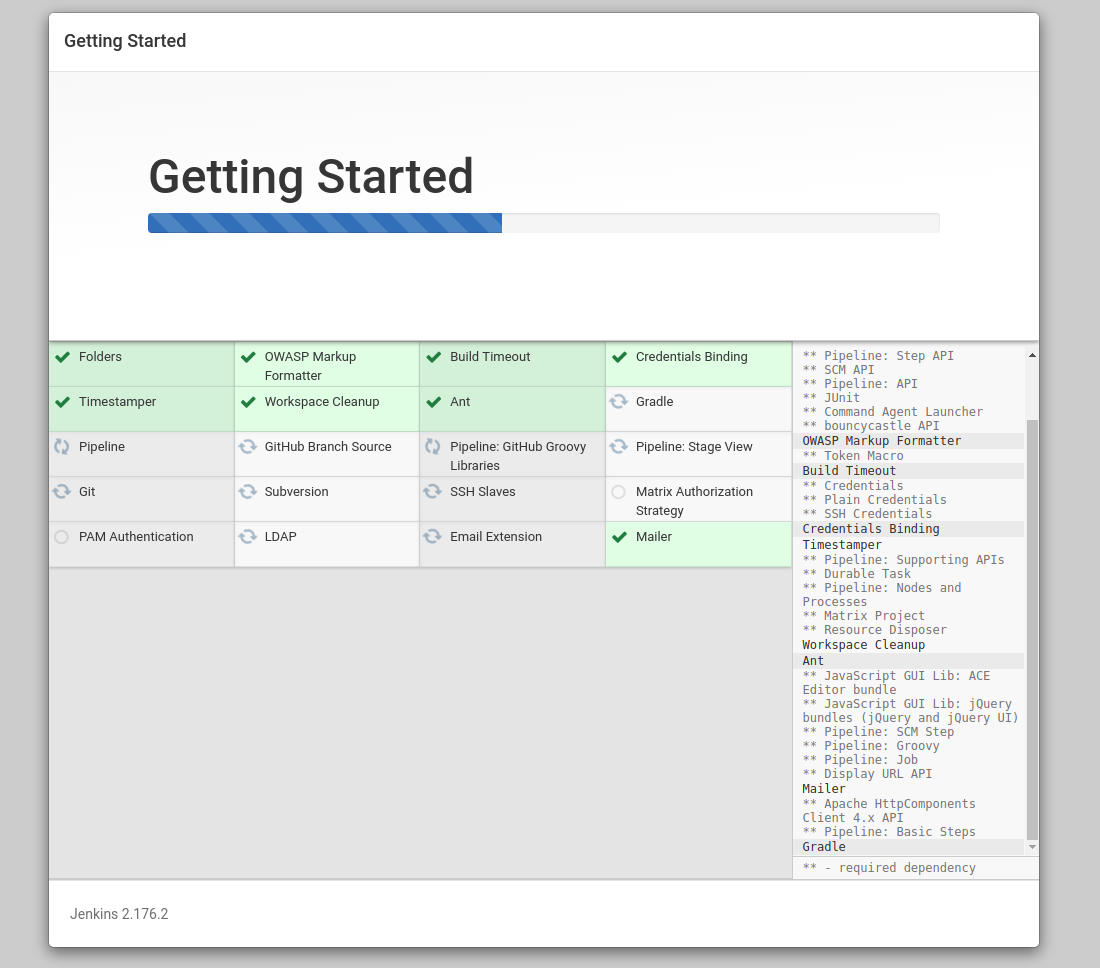 Getting Started
Getting Started
Folders
OWASP Markup
Formatter
Build Timeout
Credentials Binding
Timestamper
Workspace Cleanup
Ant
Gradle
Pipeline
GitHub Branch Source
Pipeline: GitHub Groovy
Libraries
Pipeline: Stage View
Git
Subversion
SSH Slaves
Matrix Authorization
Strategy
PAM Authentication
LDAP
Email Extension
Mailer
** Pipeline: Step API
** SCM API
** Pipeline: API
** JUnit
** Command Agent Launcher
** bouncycastle API
OWASP Markup Formatter
** Token Macro
Build Timeout
** Credentials
** Plain Credentials
** SSH Credentials
Credentials Binding
Timestamper
** Pipeline: Supporting APIs
** Durable Task
** Pipeline: Nodes and
Processes
** Matrix Project
** Resource Disposer
Workspace Cleanup
Ant
** JavaScript GUI Lib: ACE
Editor bundle
** JavaScript GUI Lib: jQuery
bundles (jQuery and jQuery UI)
** Pipeline: SCM Step
** Pipeline: Groovy
** Pipeline: Job
** Display URL API
Mailer
** Apache HttpComponents
Client 4.x API
** Pipeline: Basic Steps
Gradle
** - required dependency
Jenkins 2.176.2